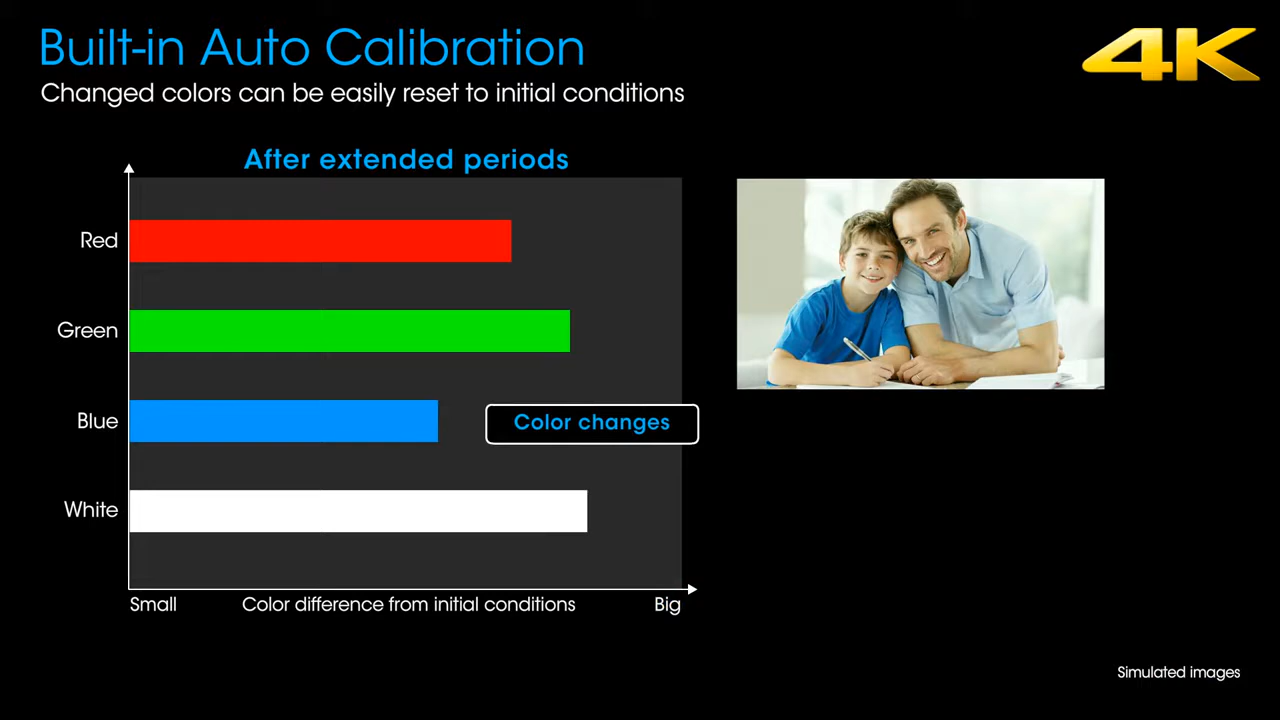 Built-in Auto Calibration
4K
Changed colors can be easily reset to initial conditions
After extended periods
Red
Green
Blue
Color changes
White
Small
Color difference from initial conditions
Big
Simulated images